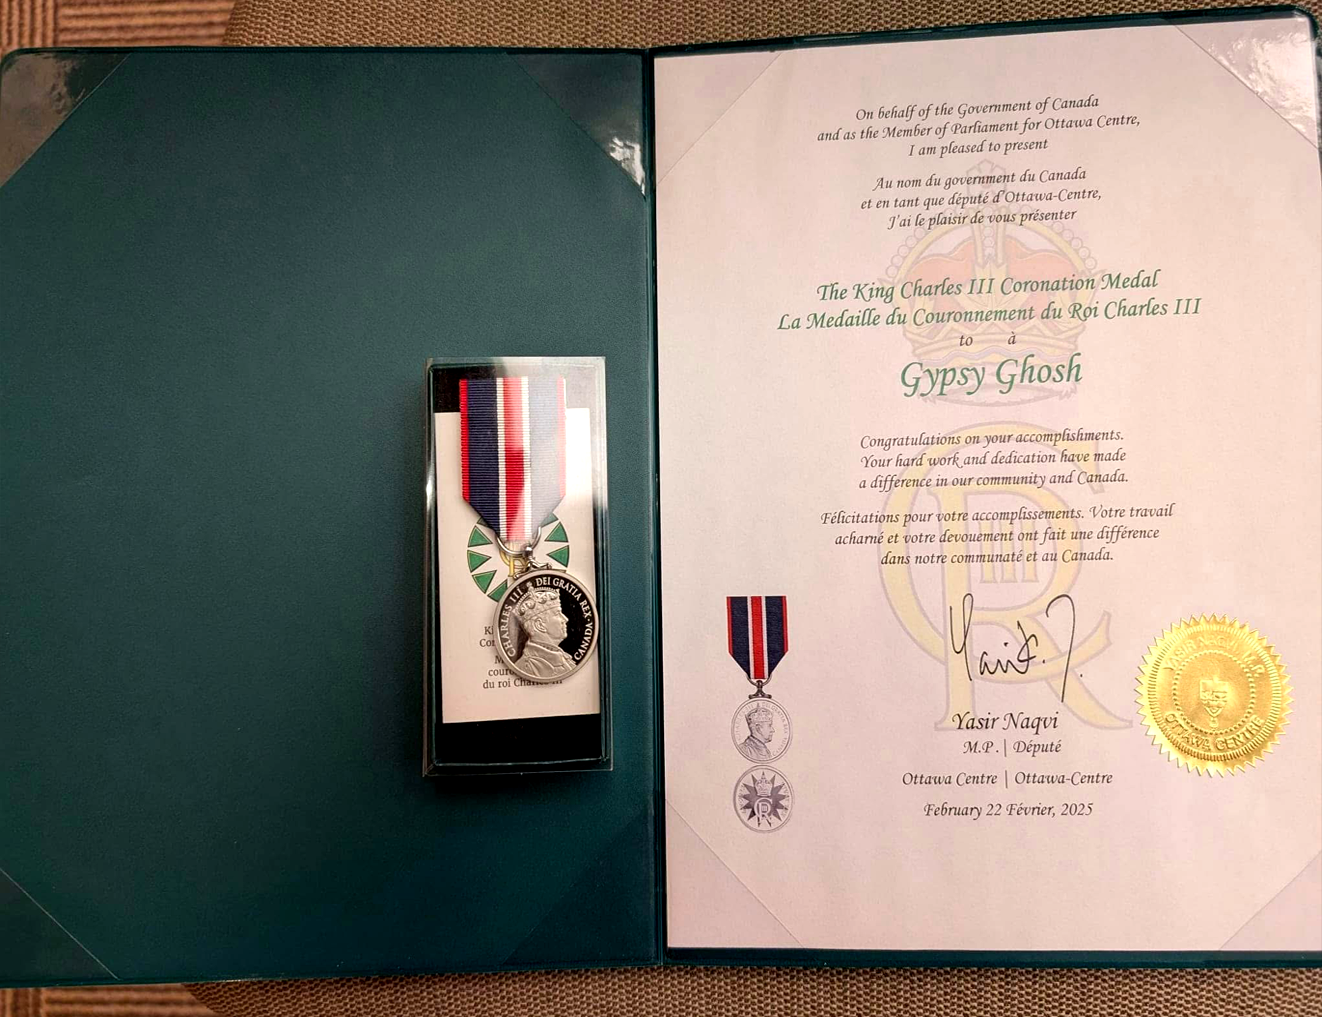 On behalf of the Government of Canada
and as the Member of Parliament for Ottawa Centre,
I am pleased to present
Au nom du government du Canada
et en tant que député d'Ottawa-Centre,
J'ai le plaisir de vous présenter
The King Charles III Coronation Medal
La Medaille du Couronnement du Roi Charles III
to à
Gypsy Ghosh
Congratulations on your accomplishments.
Your hard work and dedication have made
a difference in our community and Canada.
Félicitations pour votre accomplissements. Votre travail
acharné et votre devouement ont fait une différence
dans notre communaté et au Canada.
Yasir Naqvi
M.P. | Député
Ottawa Centre | Ottawa-Centre
February 22 Février, 2025
OTTAWA CENTRE
CHARLES III DEI GRATIA REX CANADA
du roi
III